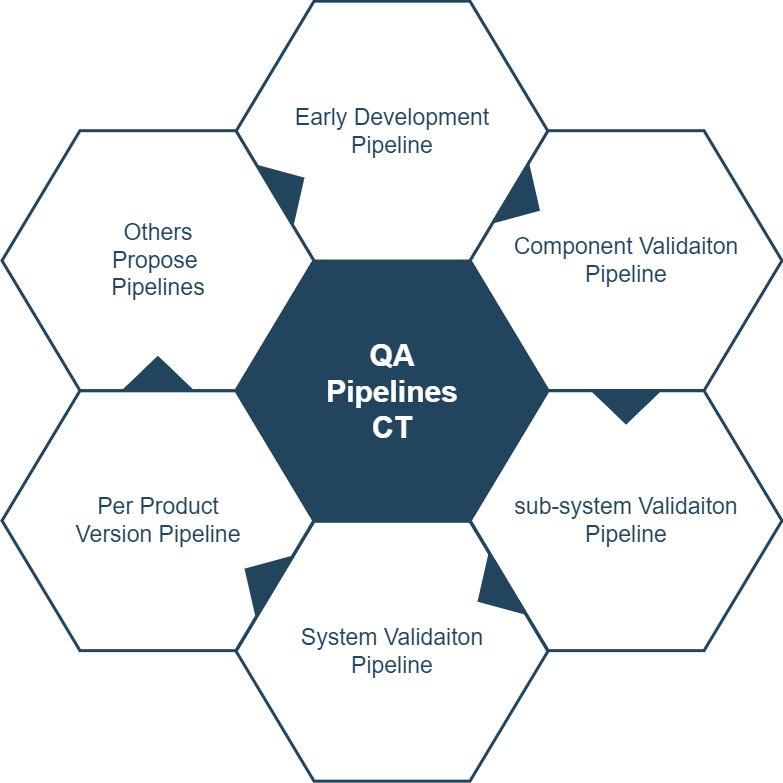 Early Development
Pipeline
Component Validaiton
Pipeline
sub-system Validaiton
Pipeline
System Validaiton
Pipeline
Per Product
Version Pipeline
Others
Propose
Pipelines
QA
Pipelines
CT